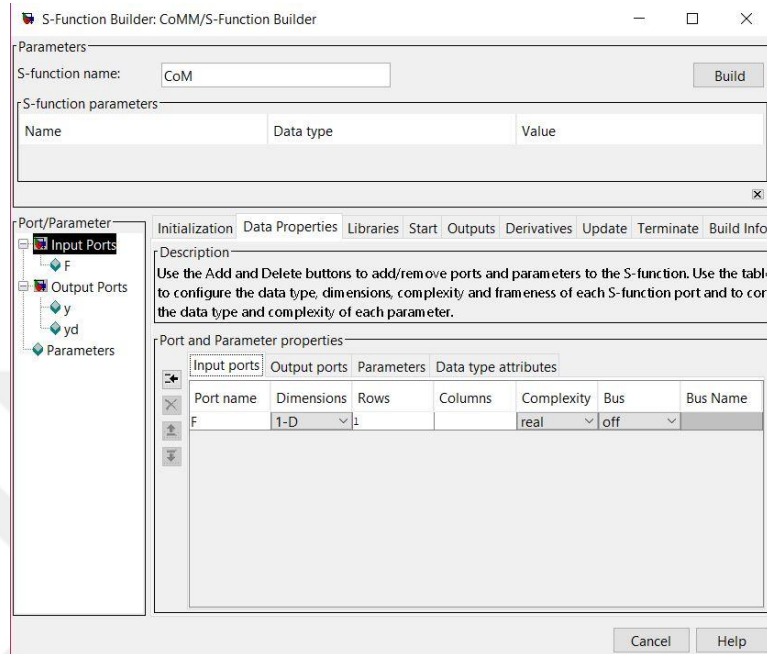 S-Function Builder: CoMM/S-Function Builder
Parameters
S-function name: CoM Build
S-function parameters
Name Data type Value
Port/Parameter
Input Ports
F
Output Ports
y
yd
Parameters
Initialization Data Properties Libraries Start Outputs Derivatives Update Terminate Build Info
Description
Use the Add and Delete buttons to add/remove ports and parameters to the S-function. Use the table
to configure the data type, dimensions, complexity and frameness of each S-function port and to cor
the data type and complexity of each parameter.
Port and Parameter properties
Input ports Output ports Parameters Data type attributes
Port name Dimensions Rows Columns Complexity Bus Bus Name
F 1-D 1 real off
Cancel Help